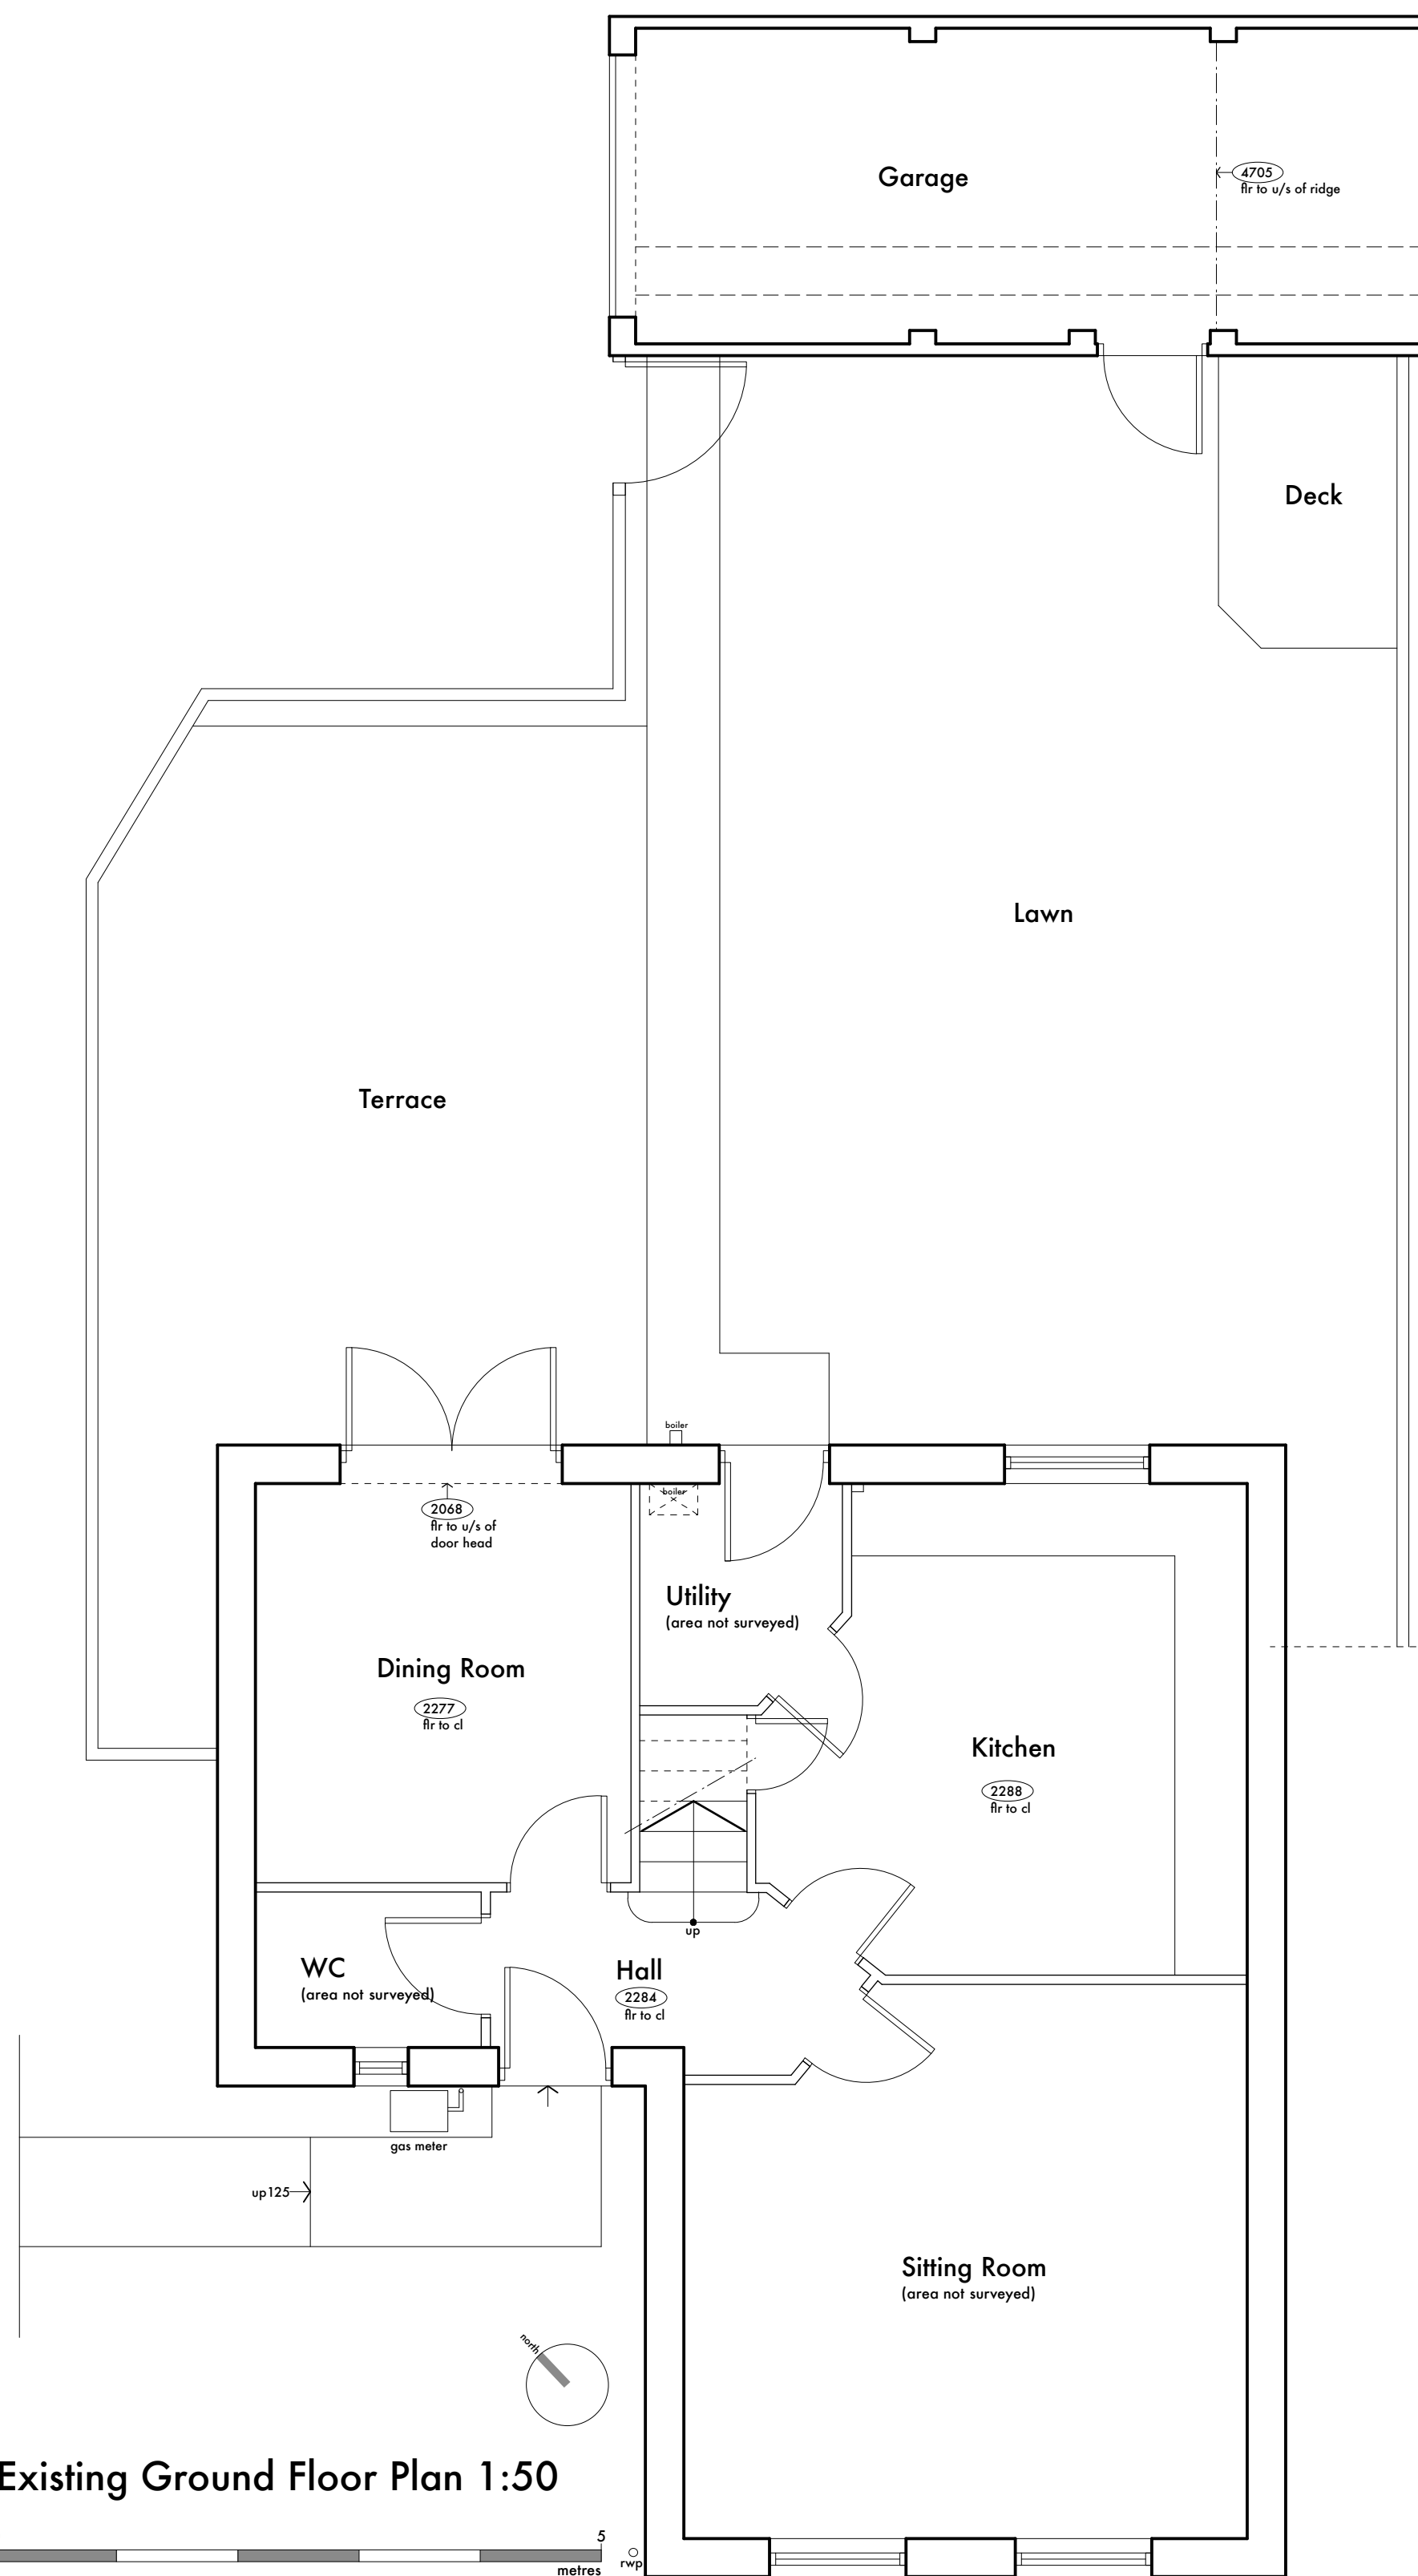 Garage
4705
flr to u/s of ridge
Deck
Lawn
Terrace
boiler
boiler
2068
flr to u/s of
door head
Utility
(area not surveyed)
Dining Room
2277
flr to cl
Kitchen
2288
flr to cl
up
WC
(area not surveyed)
Hall
2284
flr to cl
gas meter
up125
Sitting Room
(area not surveyed)
north
Existing Ground Floor Plan 1:50
5
metres
rwp